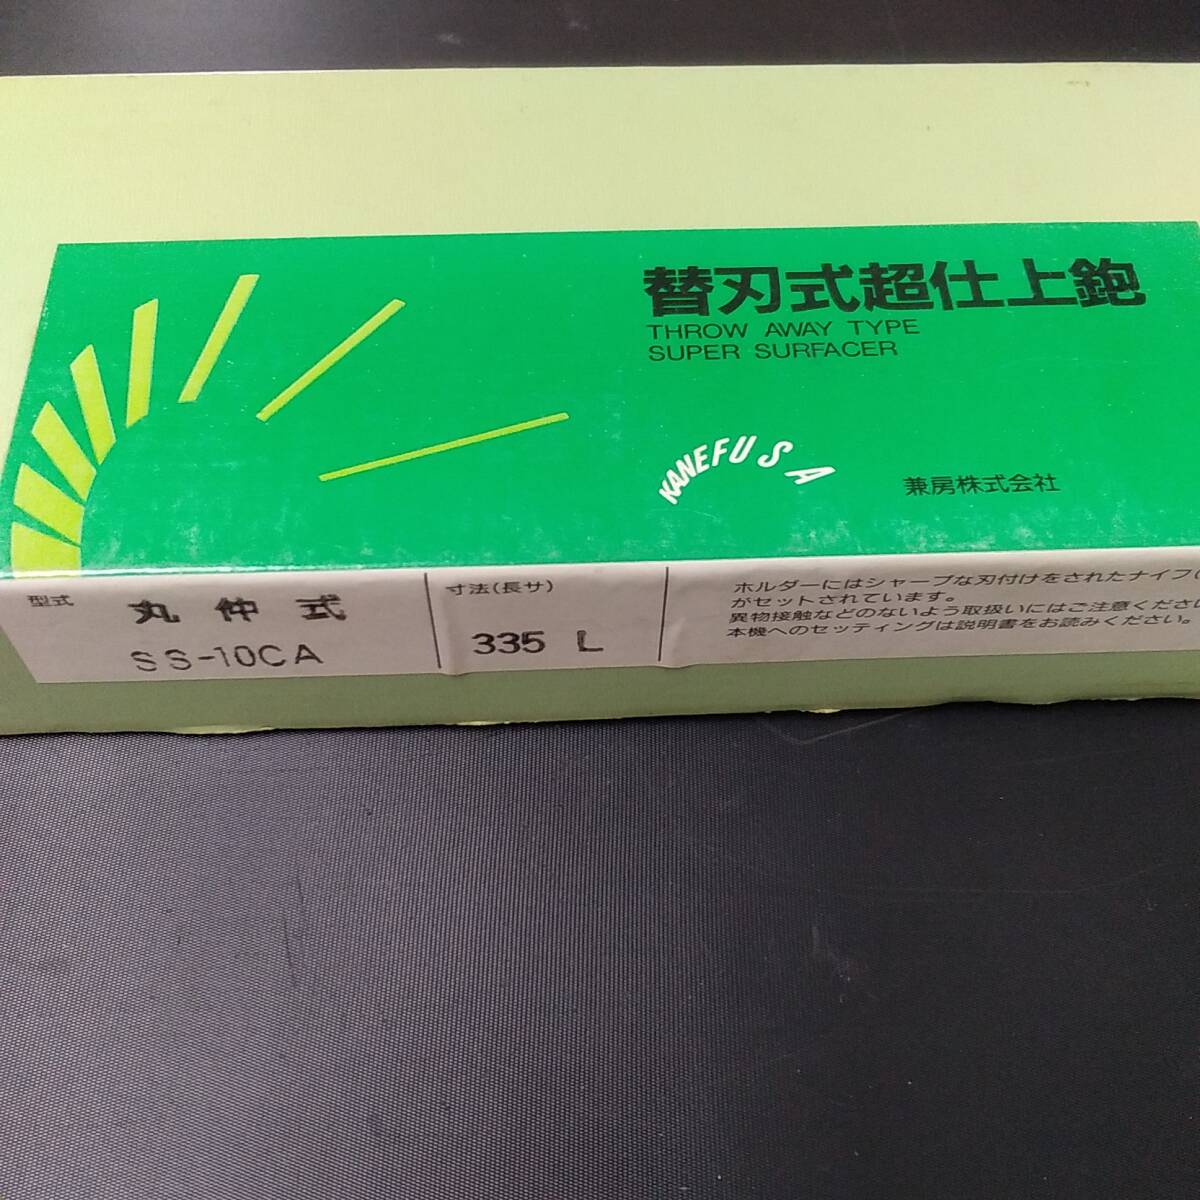 替刃式超仕上鉋
THROW AWAY TYPE
SUPER SURFACER
KANEFUSA
兼房株式会社
型式
丸仲式
SS-10CA
寸法(長サ)
335 L
ホルダーにはシャープな刃付けをされたナイフ(
がセットされています。
異物接触などのないよう取扱いにはご注意くださ
本機へのセッティングは説明書をお読みください。